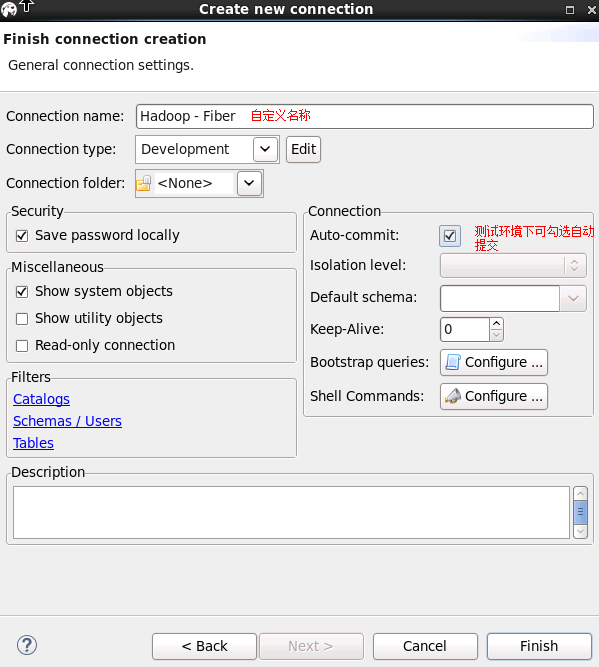 Create new connection
Finish connection creation
General connection settings.
Connection name: Hadoop - Fiber 自定义名称
Connection type: Development Edit
Connection folder: <None>
Security
Save password locally
Miscellaneous
Show system objects
Show utility objects
Read-only connection
Filters
Catalogs
Schemas / Users
Tables
Connection
Auto-commit: 测试环境下可勾选自动
提交
Isolation level:
Default schema:
Keep-Alive: 0
Bootstrap queries: Configure ...
Shell Commands: Configure ...
Description
? < Back Next > Cancel Finish